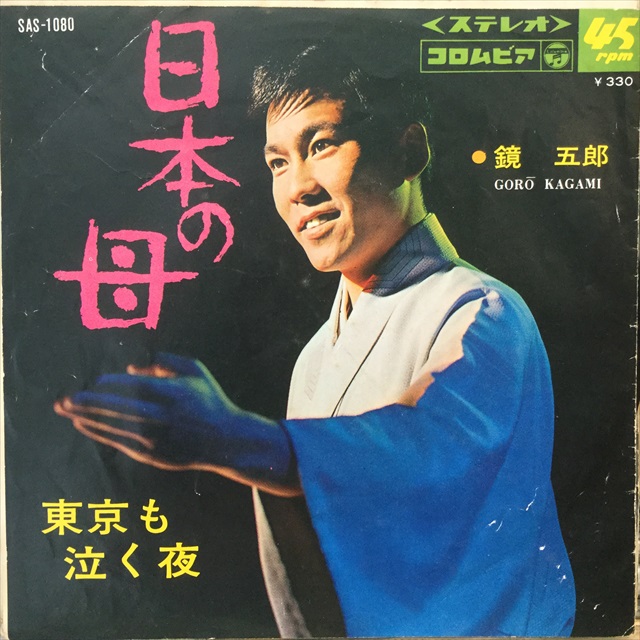 SAS-1080
<ステレオ>
コロムビア
45
rpm
¥330
日本の
母
鏡 五郎
GORŌ KAGAMI
東京も
泣く夜